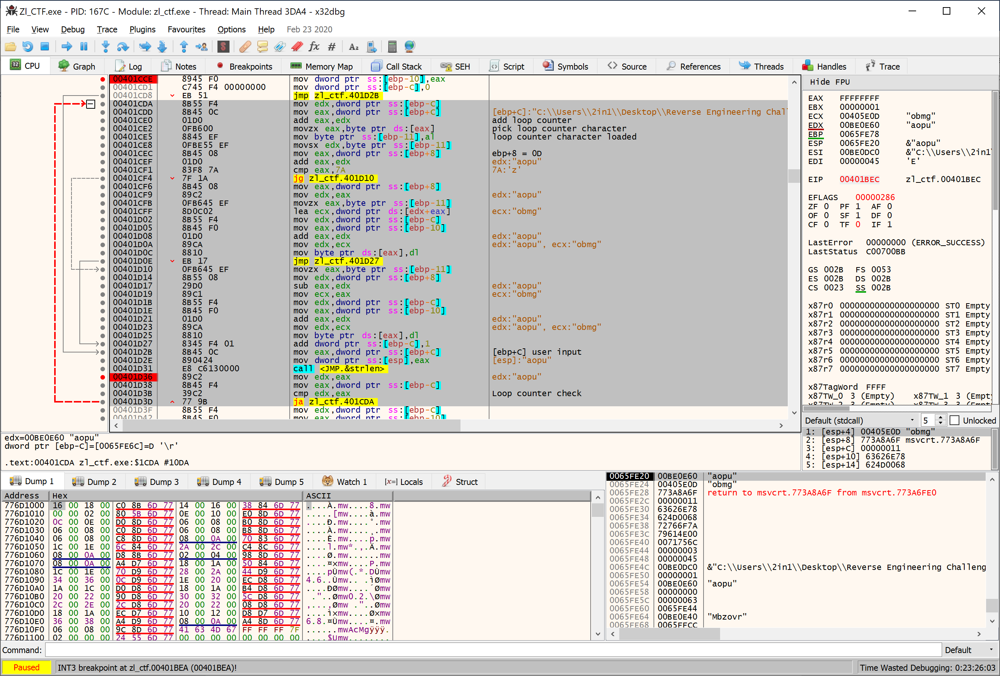 Zl_CTF.exe - PID: 167C - Module: zl_ctf.exe - Thread: Main Thread 3DA4 - x32dbg
File View Debug Trace Plugins Favourites Options Help Feb 23 2020
CPU Graph Log Notes Breakpoints Memory Map Call Stack SEH Script Symbols Source References Threads Handles Trace
00401CCE 8945 F0 mov dword ptr ss:[ebp-10],eax
00401CD1 C745 F4 00000000 mov dword ptr ss:[ebp-C],0
00401CD8 EB 51 jmp zl_ctf.401D2B
00401CDA 8B55 F4 mov edx,dword ptr ss:[ebp-C]
00401CDD 8B45 0C mov eax,dword ptr ss:[ebp+C] [ebp+C]:"C:\\Users\\2in1\\Desktop\\Reverse Engineering Chal
00401CE0 01D0 add eax,edx add loop counter
00401CE2 0FB600 movzx eax,byte ptr ds:[eax] pick loop counter character
00401CE5 8845 EF mov byte ptr ss:[ebp-11],al loop counter character loaded
00401CE8 0FBE55 EF movsx edx,byte ptr ss:[ebp-11]
00401CEC 8B45 08 mov eax,dword ptr ss:[ebp+8] ebp+8 = 0D
00401CEF 01D0 add eax,edx edx:"aopu"
00401CF1 83F8 7A cmp eax,7A 7A:'z'
00401CF4 7F 1A jg zl_ctf.401D10
00401CF6 8B45 08 mov eax,dword ptr ss:[ebp+8]
00401CF9 89C2 mov edx,eax edx:"aopu"
00401CFB 0FB645 EF movzx eax,byte ptr ss:[ebp-11]
00401CFF 8D0C02 lea ecx,dword ptr ds:[edx+eax] ecx:"obmg"
00401D02 8B55 F4 mov edx,dword ptr ss:[ebp-C]
00401D05 8B45 F0 mov eax,dword ptr ss:[ebp-10]
00401D08 01D0 add eax,edx edx:"aopu"
00401D0A 89CA mov edx,ecx edx:"aopu", ecx:"obmg"
00401D0C 8810 mov byte ptr ds:[eax],dl
00401D0E EB 17 jmp zl_ctf.401D27
00401D10 0FB645 EF movzx eax,byte ptr ss:[ebp-11]
00401D14 8B55 08 mov edx,dword ptr ss:[ebp+8]
00401D17 29D0 sub eax,edx edx:"aopu"
00401D19 89C1 mov ecx,eax ecx:"obmg"
00401D1B 8B55 F4 mov edx,dword ptr ss:[ebp-C]
00401D1E 8B45 F0 mov eax,dword ptr ss:[ebp-10]
00401D21 01D0 add eax,edx edx:"aopu"
00401D23 89CA mov edx,ecx edx:"aopu", ecx:"obmg"
00401D25 8810 mov byte ptr ds:[eax],dl
00401D27 8345 F4 01 add dword ptr ss:[ebp-C],1
00401D2B 8B45 0C mov eax,dword ptr ss:[ebp+C] [ebp+C] user input
00401D2E 890424 mov dword ptr ss:[esp],eax [esp]:"aopu"
00401D31 E8 C6130000 call <JMP.&strlen>
00401D36 89C2 mov edx,eax edx:"aopu"
00401D38 8B45 F4 mov eax,dword ptr ss:[ebp-C]
00401D3B 39C2 cmp edx,eax Loop counter check
00401D3D 77 9B ja zl_ctf.401CDA
00401D3F 8B55 F4 mov edx,dword ptr ss:[ebp-C]
00401D42 8B45 F0 mov eax,dword ptr ss:[ebp-10]
Hide FPU
EAX FFFFFFFF
EBX 00000001
ECX 00405E0D "obmg"
EDX 00BE0E60 "aopu"
EBP 0065FE78
ESP 0065FE20 &"aopu"
ESI 00BE0DC0 &"C:\\Users\\2in1\
EDI 00000045 'E'
EIP 00401BEC zl_ctf.00401BEC
EFLAGS 00000286
ZF 0 PF 1 AF 0
OF 0 SF 1 DF 0
CF 0 TF 0 IF 1
LastError 00000000 (ERROR_SUCCESS)
LastStatus C00700BB
GS 002B FS 0053
ES 002B DS 002B
CS 0023 SS 002B
x87r0 00000000000000000000 ST0 Empty
x87r1 00000000000000000000 ST1 Empty
x87r2 00000000000000000000 ST2 Empty
x87r3 00000000000000000000 ST3 Empty
x87r4 00000000000000000000 ST4 Empty
x87r5 00000000000000000000 ST5 Empty
x87r6 00000000000000000000 ST6 Empty
x87r7 00000000000000000000 ST7 Empty
x87TagWord FFFF
x87TW_0 3 (Empty) x87TW_1 3 (Empt
x87TW_2 3 (Empty) x87TW_3 3 (Empt
Default (stdcall) 5 Unlocked
1: [esp+4] 00405E0D "obmg"
2: [esp+8] 773A8A6F msvcrt.773A8A6F
3: [esp+C] 00000011
4: [esp+10] 63626E78
5: [esp+14] 624D0068
edx=00BE0E60 "aopu"
dword ptr [ebp-C]=[0065FE6C]=D '\r'
.text:00401CDA zl_ctf.exe:$1CDA #10DA
Dump 1 Dump 2 Dump 3 Dump 4 Dump 5 Watch 1 [x=] Locals Struct
Address Hex ASCII
776D1000 16 00 18 00 C0 8B 6D 77 14 00 16 00 38 84 6D 77 ....À.mw....8.mw
776D1010 00 00 02 00 80 5B 6D 77 0E 00 10 00 E0 8D 6D 77 .....[mw....à.mw
776D1020 0C 00 0E 00 D0 8D 6D 77 06 00 08 00 B0 8D 6D 77 ....Ð.mw....°.mw
776D1030 06 00 08 00 C0 8D 6D 77 06 00 08 00 B8 8D 6D 77 ....À.mw....¸.mw
776D1040 06 00 08 00 C8 8D 6D 77 08 00 0A 00 70 83 6D 77 ....È.mw....p.mw
776D1050 1C 00 1E 00 6C 84 6D 77 2A 00 2C 00 C4 8C 6D 77 ....l.mw*.,.Ä.mw
776D1060 08 00 0A 00 D8 8B 6D 77 02 00 04 00 98 8D 6D 77 ....Ø.mw......mw
776D1070 08 00 0A 00 A4 D7 6D 77 18 00 1A 00 50 84 6D 77 ....¤×mw....P.mw
776D1080 1C 00 1E 00 70 D9 6D 77 28 00 2A 00 44 D9 6D 77 ....pÙmw(.*.DÙmw
776D1090 34 00 36 00 0C D9 6D 77 1E 00 20 00 EC D8 6D 77 4.6..Ùmw.. .ìØmw
776D10A0 1A 00 1C 00 D0 D8 6D 77 18 00 1A 00 B4 D8 6D 77 ....ÐØmw....´Ømw
776D10B0 20 00 22 00 90 D8 6D 77 30 00 32 00 5C D8 6D 77 ."..Ømw0.2.\Ømw
776D10C0 2C 00 2E 00 2C D8 6D 77 20 00 22 00 08 D8 6D 77 ,...,Ømw ."..Ømw
776D10D0 18 00 1A 00 EC D7 6D 77 10 00 12 00 D8 D7 6D 77 ....ì×mw....Ø×mw
776D10E0 36 00 38 00 A4 D9 6D 77 08 00 0A 00 A4 8D 6D 77 6.8.¤Ùmw....¤.mw
776D10F0 06 00 08 00 9C 8D 6D 77 41 63 4D 67 FF FF FF 7F ......mwAcMgÿÿÿ.
776D1100 02 00 00 00 24 55 6D 77 00 00 00 00 00 00 00 00 ....$Umw........
0065FE20 00BE0E60 "aopu"
0065FE24 00405E0D "obmg"
0065FE28 773A8A6F return to msvcrt.773A8A6F from msvcrt.773A6FE0
0065FE2C 00000011
0065FE30 63626E78
0065FE34 624D0068
0065FE38 72766F7A
0065FE3C 79614E00
0065FE40 0071756C
0065FE44 00000003
0065FE48 00000045
0065FE4C 00BE0DC0 &"C:\\Users\\2in1\\Desktop\\Reverse Engineering Challeng
0065FE50 00000001
0065FE54 00BE0E60 "aopu"
0065FE58 00000000
0065FE5C 00000063
0065FE60 0065FE44
0065FE64 00BE0E40 "Mbzovr"
0065FE68 0065FFCC
Command: Default
Paused INT3 breakpoint at zl_ctf.00401BEA (00401BEA)! Time Wasted Debugging: 0:23:26:03